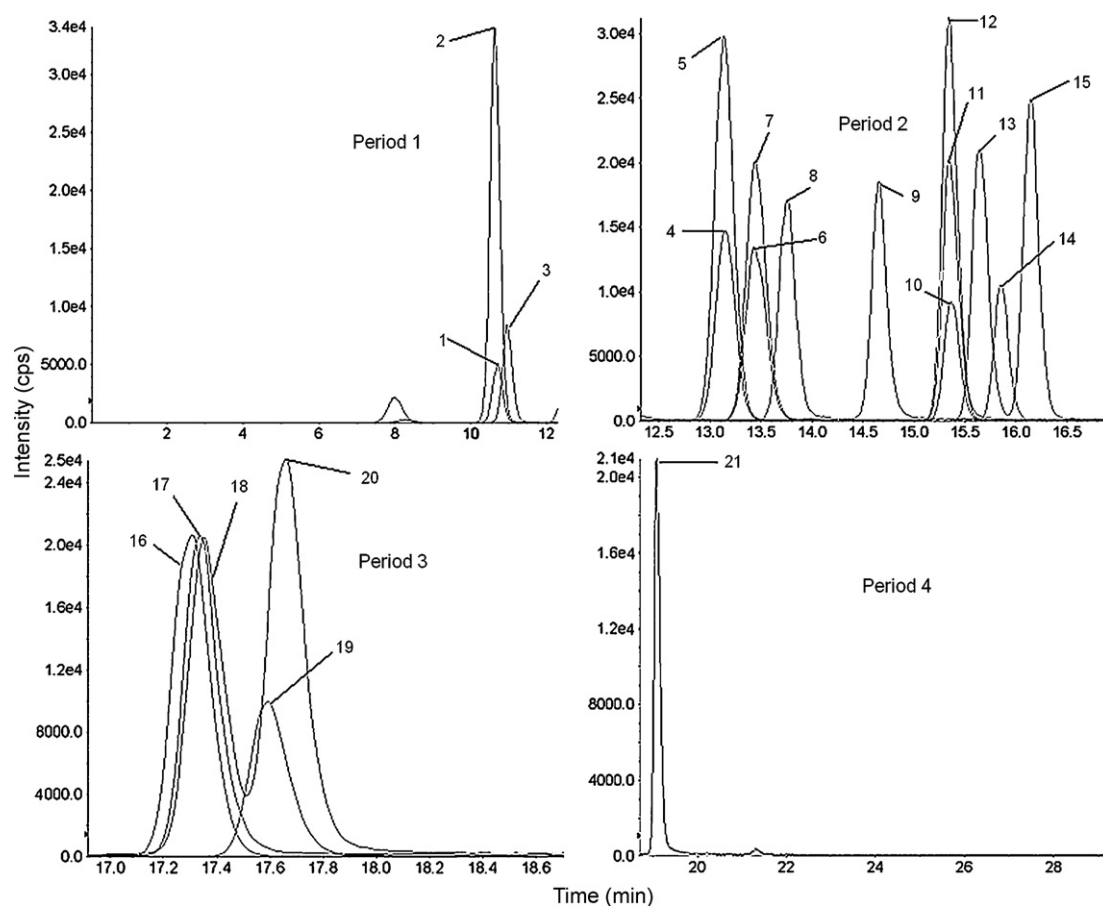 3.4e4
3.0e4
2.5e4
2.0e4
1.5e4
1.0e4
5000.0
0.0
2 4 6 8 10 12
2
1
3
Period 1
3.0e4
2.5e4
2.0e4
1.5e4
1.0e4
5000.0
0.0
12.5 13.0 13.5 14.0 14.5 15.0 15.5 16.0 16.5
5
4
7
6
8
Period 2
9
12
11
10
13
14
15
Intensity (cps)
2.5e4
2.4e4
2.0e4
1.6e4
1.2e4
8000.0
4000.0
0.0
17.0 17.2 17.4 17.6 17.8 18.0 18.2 18.4 18.6
16
17
18
20
19
Period 3
2.1e4
2.0e4
1.6e4
1.2e4
8000.0
4000.0
0.0
20 22 24 26 28
21
Period 4
Time (min)